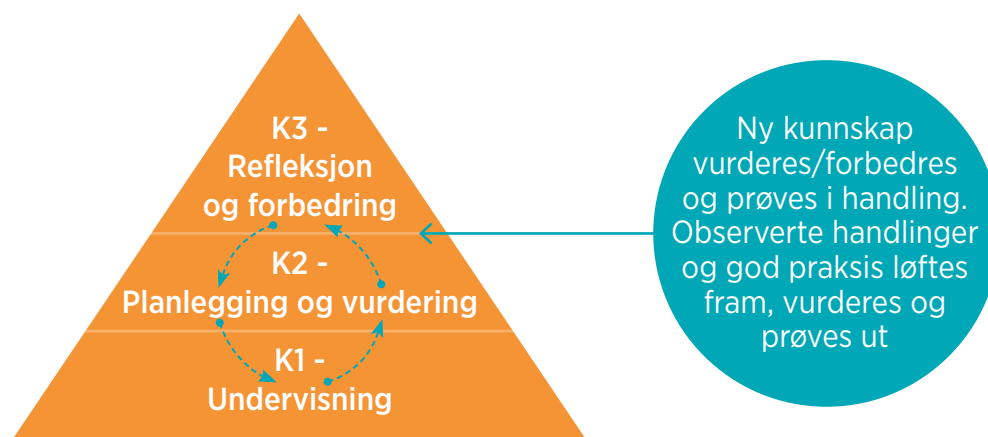 K3 -
Refleksjon
og forbedring
K2 -
Planlegging og vurdering
K1 -
Undervisning
Ny kunnskap
vurderes/forbedres
og prøves i handling.
Observerte handlinger
og god praksis løftes
fram, vurderes og
prøves ut